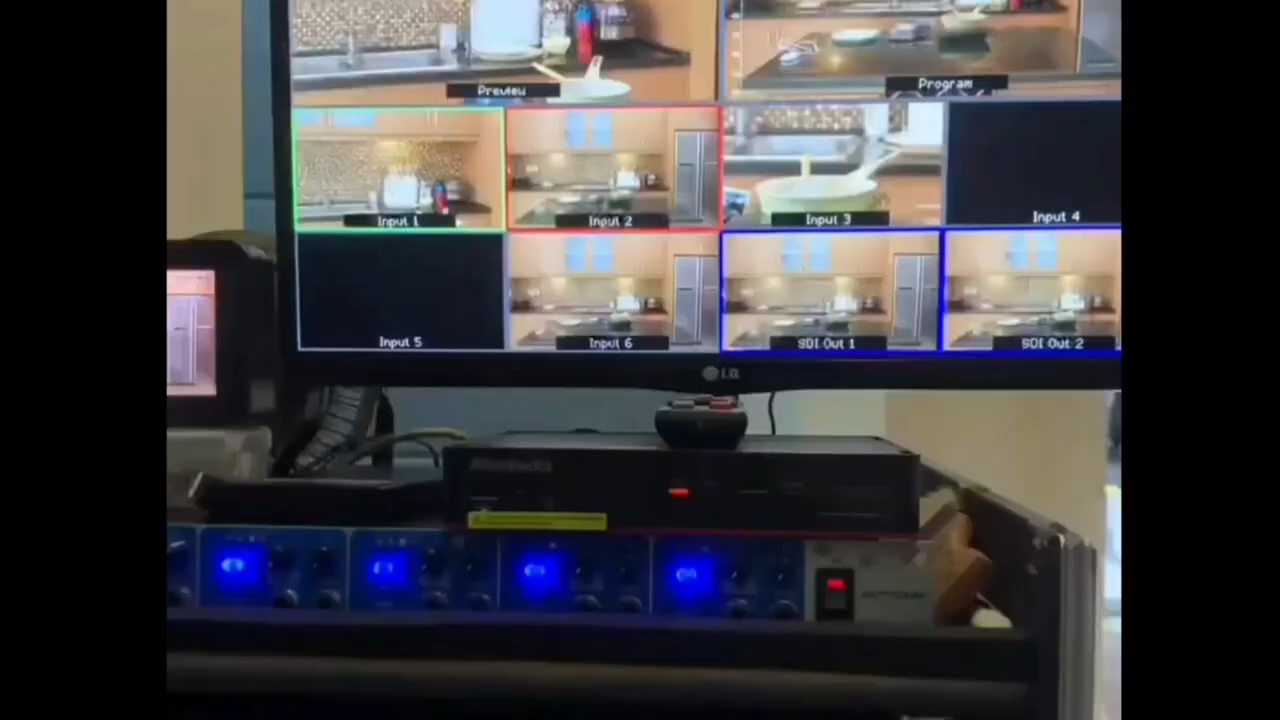 Preview
Program
Input 1
Input 2
Input 3
Input 4
Input 5
Input 6
SDI Out 1
SDI Out 2
LG